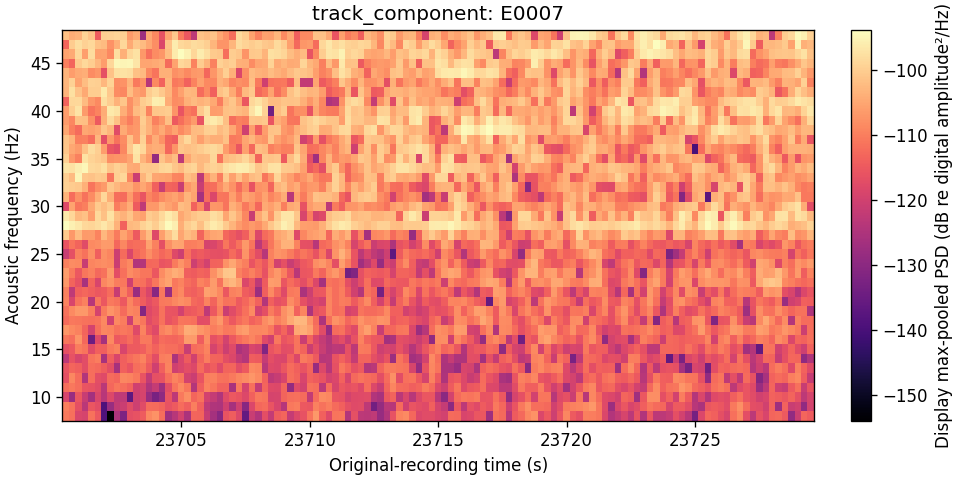 track_component: E0007
Acoustic frequency (Hz)
45
40
35
30
25
20
15
10
23705 23710 23715 23720 23725
Original-recording time (s)
−100
−110
−120
−130
−140
−150
Display max-pooled PSD (dB re digital amplitude²/Hz)